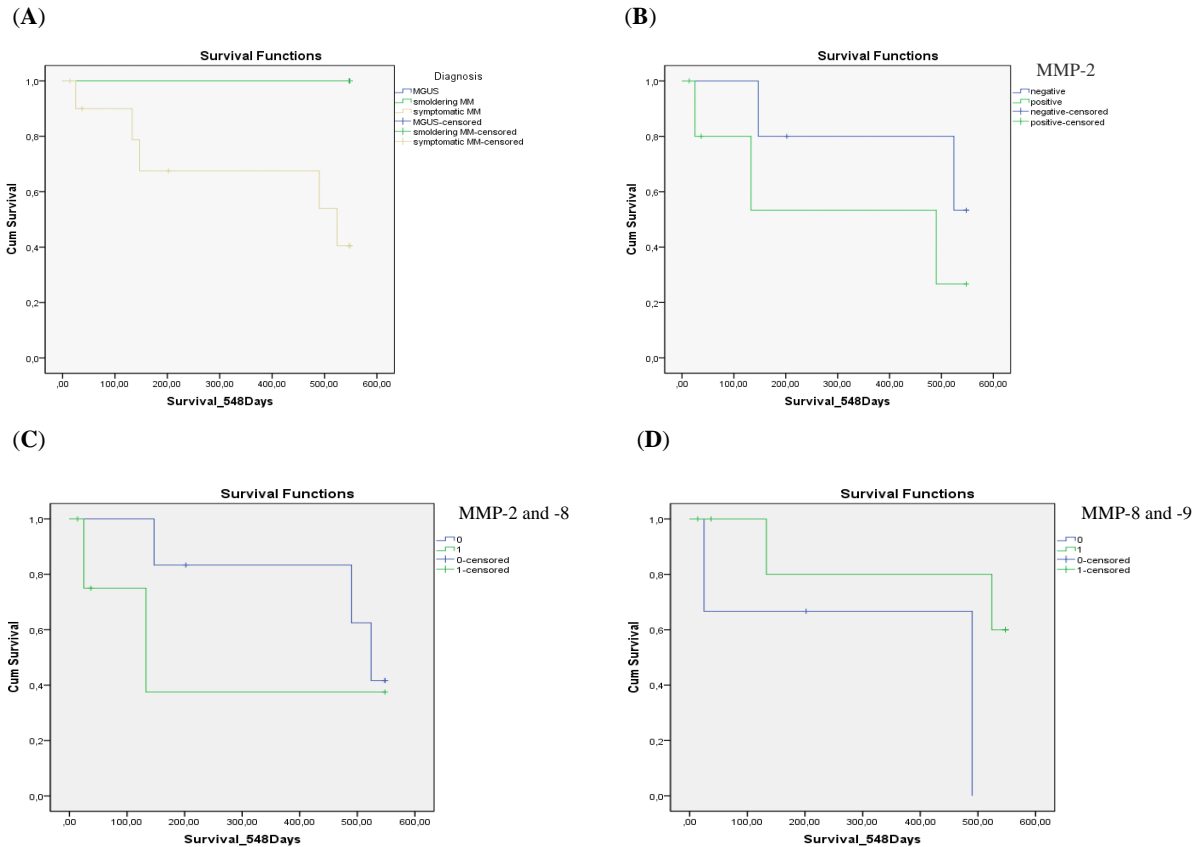 (A)
Survival Functions
Diagnosis
MGUS
smoldering MM
symptomatic MM
MGUS-censored
smoldering MM-censored
symptomatic MM-censored
Cum Survival
1,0
0,8
0,6
0,4
0,2
0,0
,00 100,00 200,00 300,00 400,00 500,00 600,00
Survival_548Days
(B)
Survival Functions
MMP-2
negative
positive
negative-censored
positive-censored
Cum Survival
1,0
0,8
0,6
0,4
0,2
0,0
,00 100,00 200,00 300,00 400,00 500,00 600,00
Survival_548Days
(C)
Survival Functions
MMP-2 and -8
0
1
0-censored
1-censored
Cum Survival
1,0
0,8
0,6
0,4
0,2
0,0
,00 100,00 200,00 300,00 400,00 500,00 600,00
Survival_548Days
(D)
Survival Functions
MMP-8 and -9
0
1
0-censored
1-censored
Cum Survival
1,0
0,8
0,6
0,4
0,2
0,0
,00 100,00 200,00 300,00 400,00 500,00 600,00
Survival_548Days